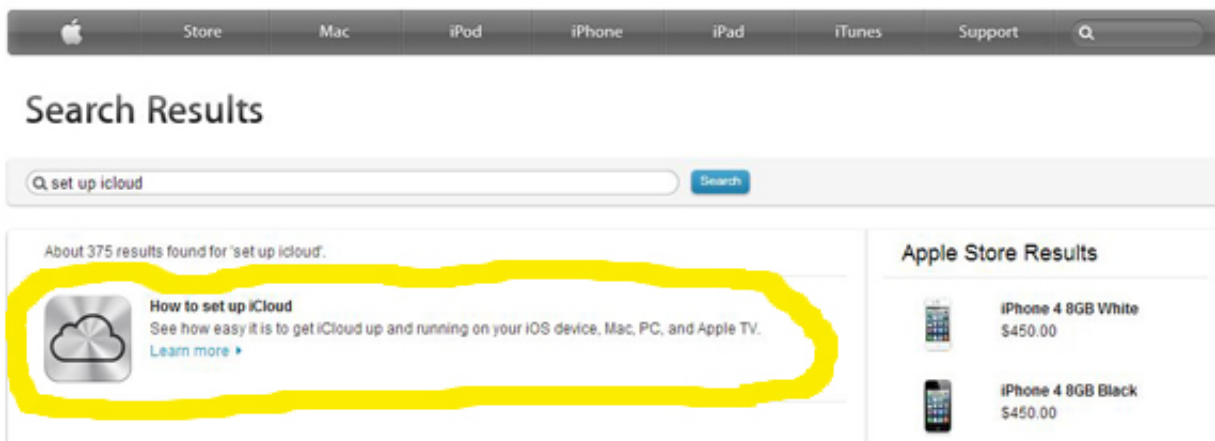 Store Mac iPod iPhone iPad iTunes Support
Search Results
set up icloud Search
About 375 results found for 'set up icloud'.
How to set up iCloud
See how easy it is to get iCloud up and running on your iOS device, Mac, PC, and Apple TV.
Learn more
Apple Store Results
iPhone 4 8GB White
$450.00
iPhone 4 8GB Black
$450.00